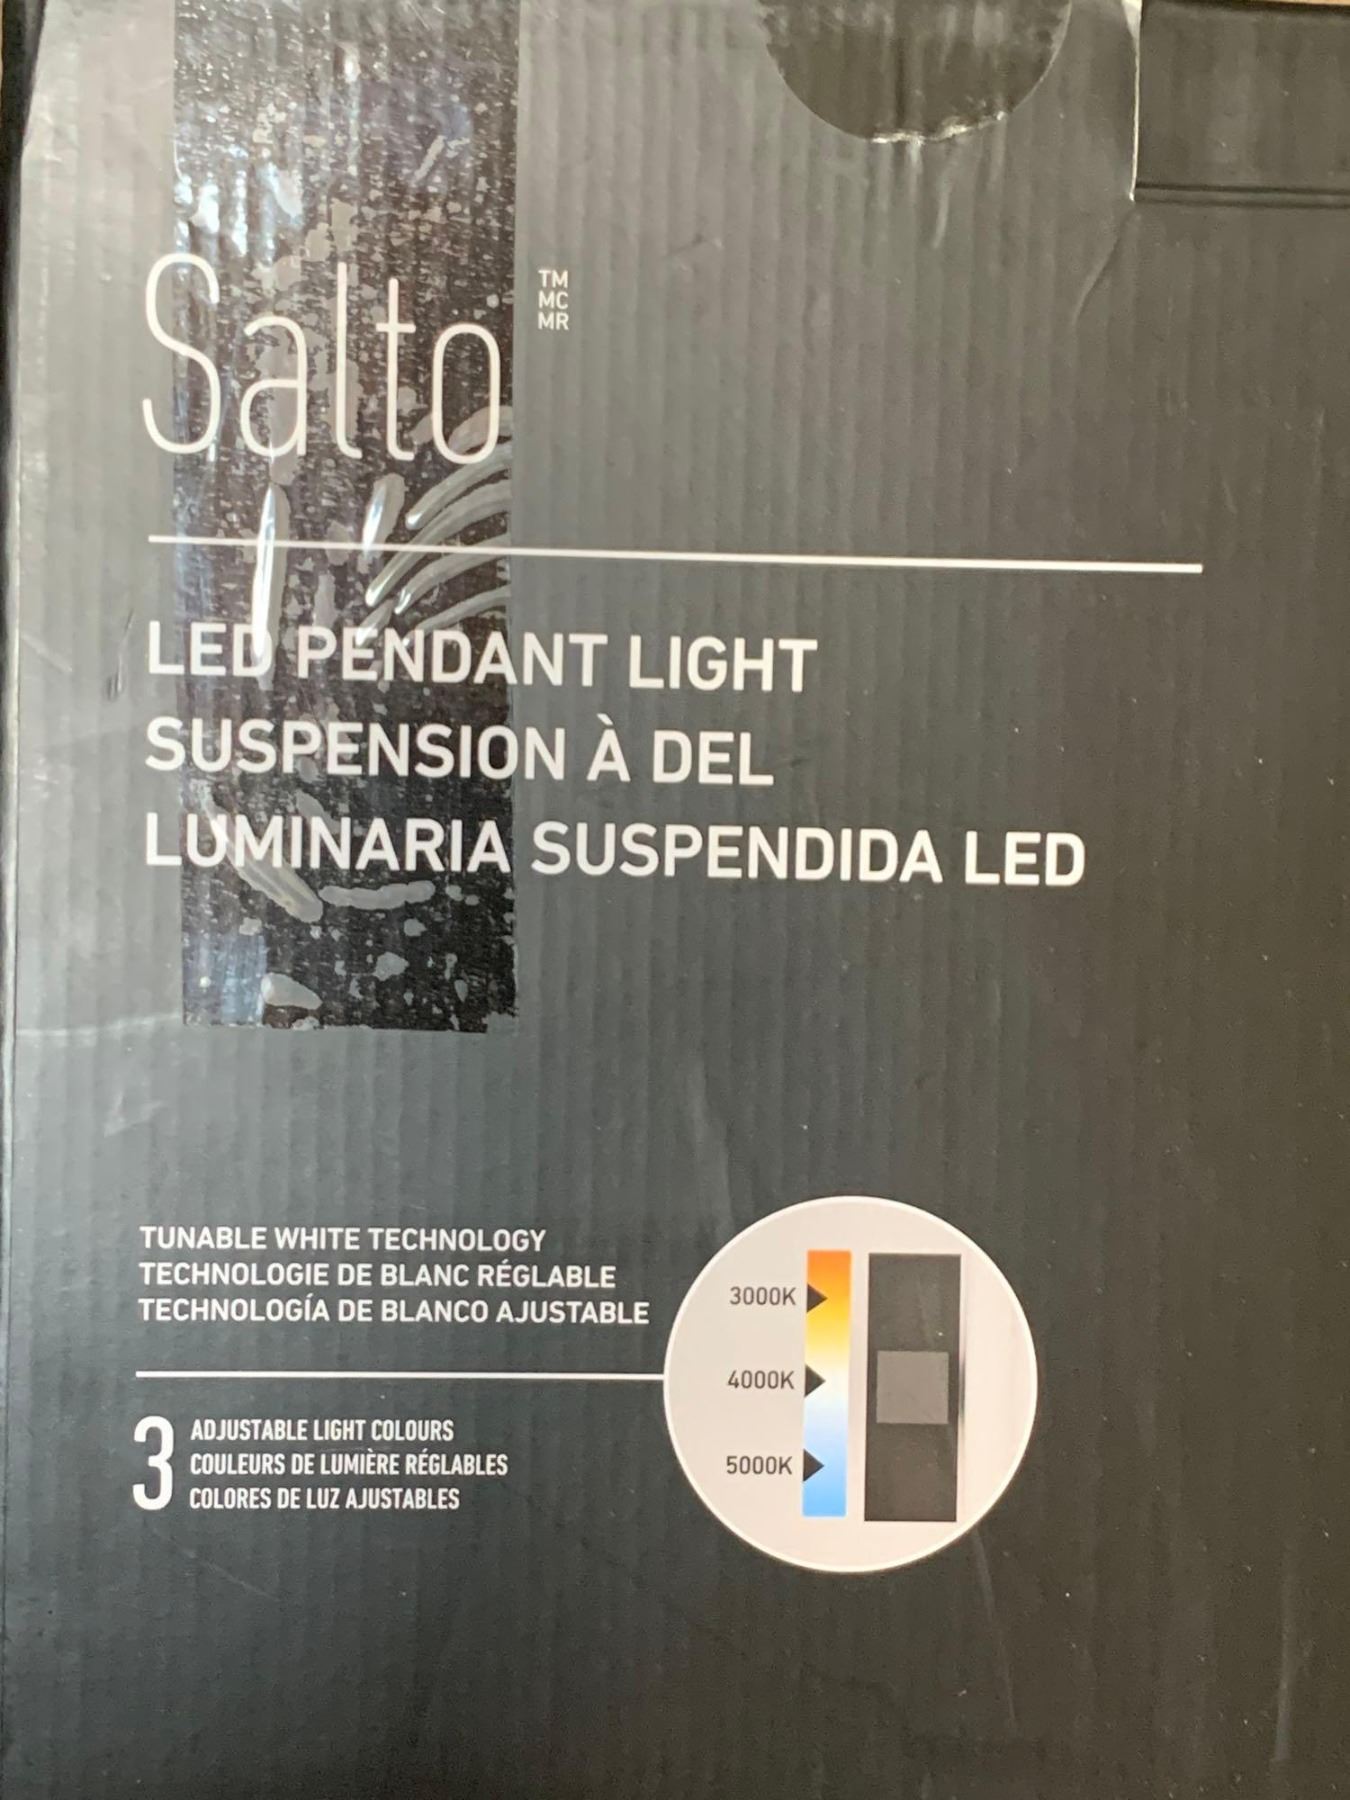 Salto
TM
MC
MR
LED PENDANT LIGHT
SUSPENSION À DEL
LUMINARIA SUSPENDIDA LED
TUNABLE WHITE TECHNOLOGY
TECHNOLOGIE DE BLANC RÉGLABLE
TECHNOLOGÍA DE BLANCO AJUSTABLE
3 ADJUSTABLE LIGHT COLOURS
COULEURS DE LUMIÈRE RÉGLABLES
COLORES DE LUZ AJUSTABLES
3000K
4000K
5000K